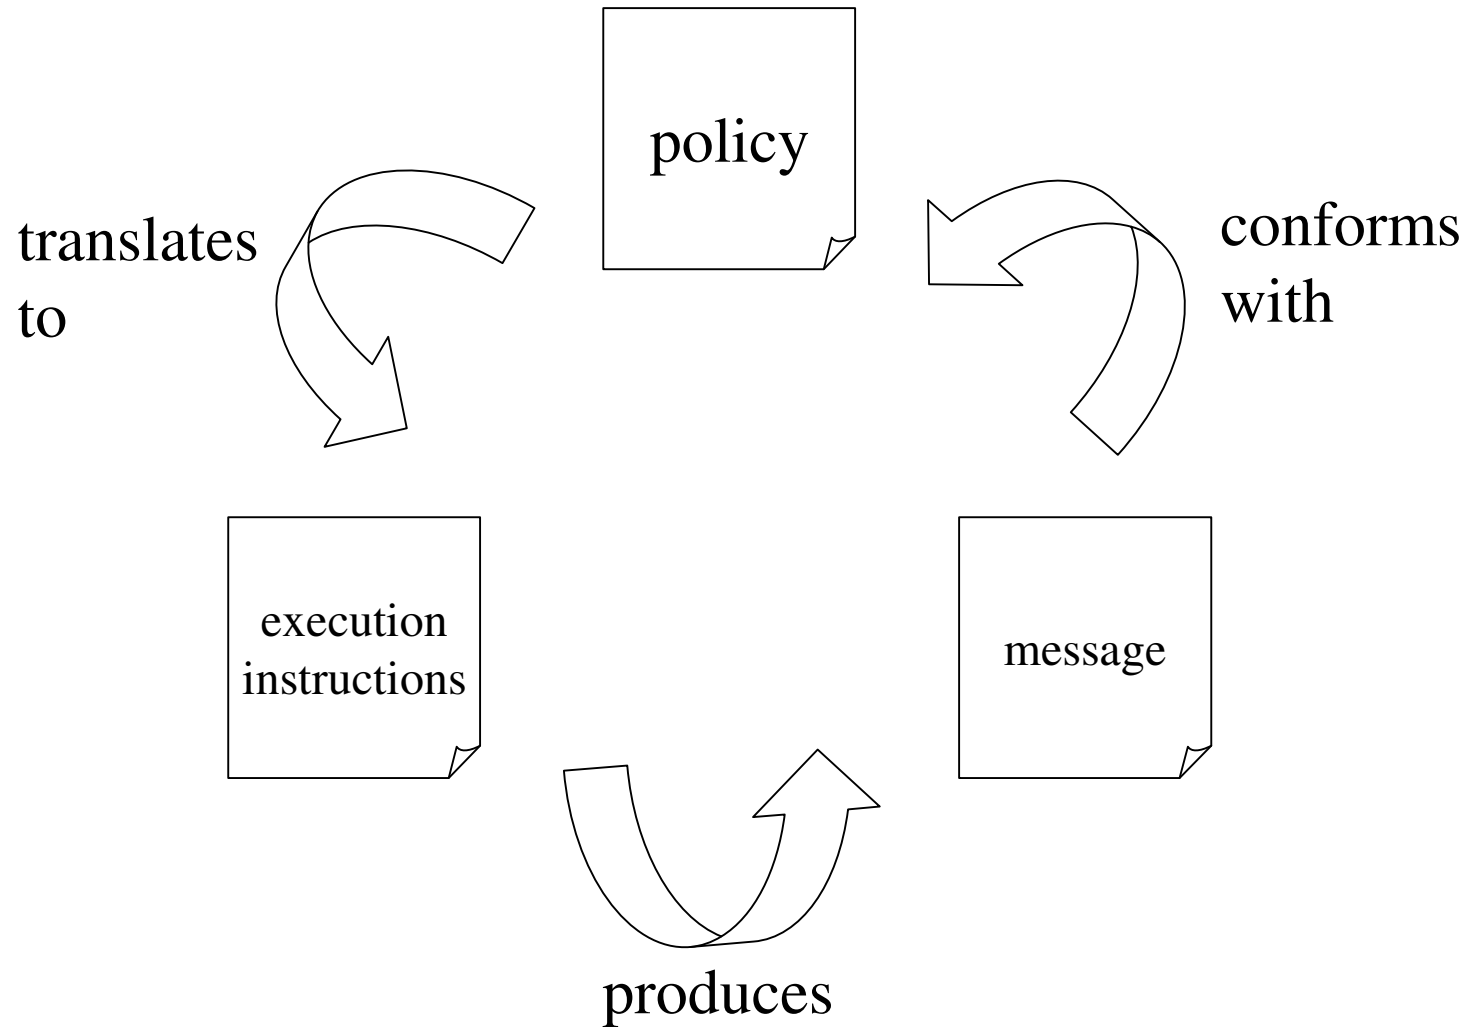 policy
translates
to
conforms
with
execution
instructions
message
produces